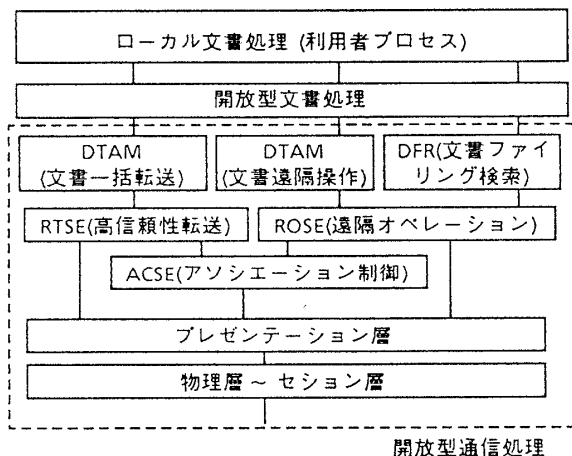 ローカル文書処理 (利用者プロセス)
開放型文書処理
DTAM
(文書一括転送)
DTAM
(文書遠隔操作)
DFR(文書ファイ
リング検索)
RTSE(高信頼性転送)
ROSE(遠隔オペレーション)
ACSE(アソシエーション制御)
プレゼンテーション層
物理層 ~ セション層
開放型通信処理